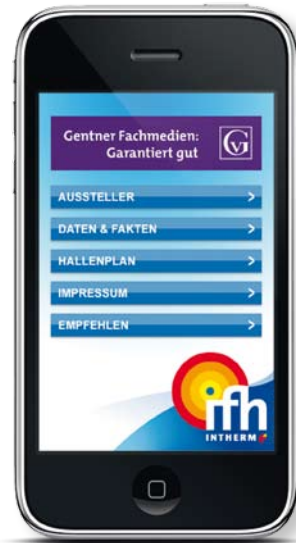 Gentner Fachmedien:
Garantiert gut
GV
AUSSTELLER >
DATEN & FAKTEN >
HALLENPLAN >
IMPRESSUM >
EMPFEHLEN >
ifh
INTHERM